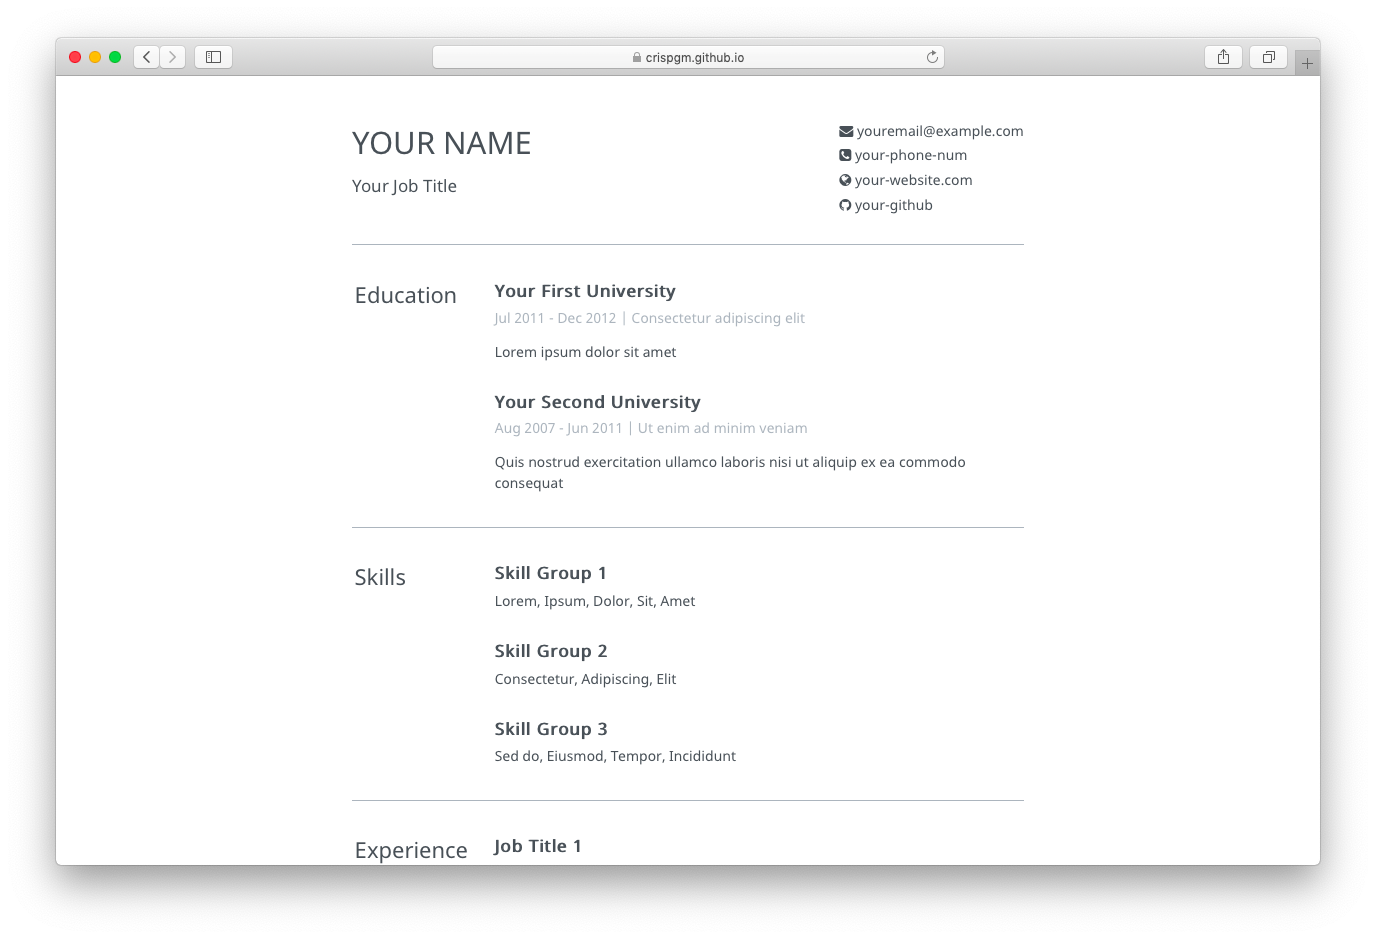 crispgm.github.io
YOUR NAME
Your Job Title
youremail@example.com
your-phone-num
your-website.com
your-github
Education
Your First University
Jul 2011 - Dec 2012 | Consectetur adipiscing elit
Lorem ipsum dolor sit amet
Your Second University
Aug 2007 - Jun 2011 | Ut enim ad minim veniam
Quis nostrud exercitation ullamco laboris nisi ut aliquip ex ea commodo
consequat
Skills
Skill Group 1
Lorem, Ipsum, Dolor, Sit, Amet
Skill Group 2
Consectetur, Adipiscing, Elit
Skill Group 3
Sed do, Eiusmod, Tempor, Incididunt
Experience
Job Title 1